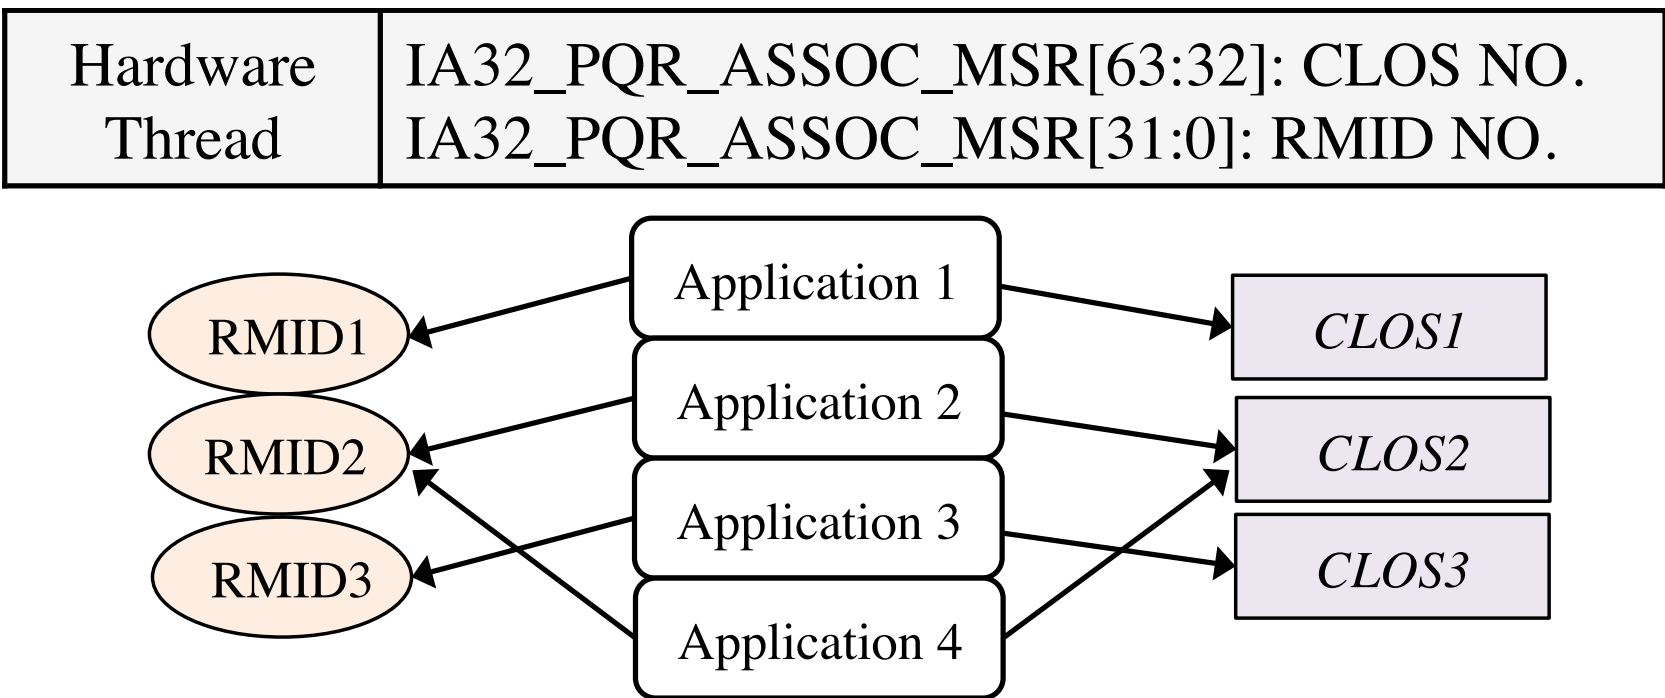 Hardware
Thread
IA32_PQR_ASSOC_MSR[63:32]: CLOS NO.
IA32_PQR_ASSOC_MSR[31:0]: RMID NO.
Application 1
RMID1
CLOS1
Application 2
RMID2
CLOS2
Application 3
RMID3
CLOS3
Application 4